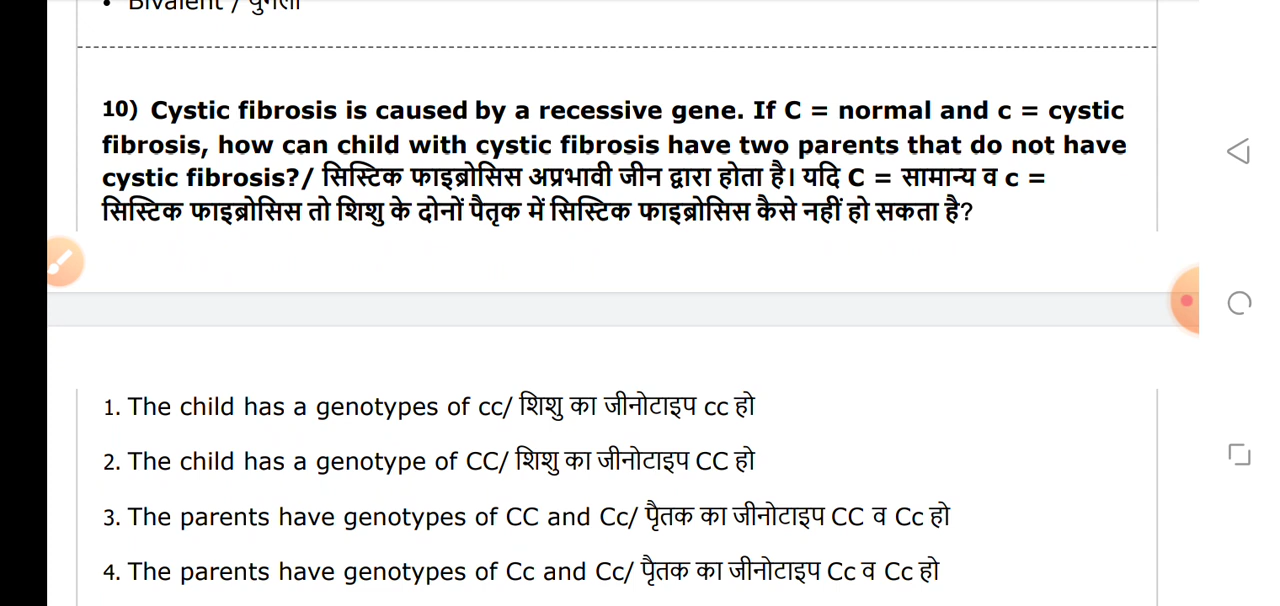 • Bivalent / युगली
10) Cystic fibrosis is caused by a recessive gene. If C = normal and c = cystic
fibrosis, how can child with cystic fibrosis have two parents that do not have
cystic fibrosis?/ सिस्टिक फाइब्रोसिस अप्रभावी जीन द्वारा होता है। यदि C = सामान्य व c =
सिस्टिक फाइब्रोसिस तो शिशु के दोनों पैतृक में सिस्टिक फाइब्रोसिस कैसे नहीं हो सकता है?
1. The child has a genotypes of cc/ शिशु का जीनोटाइप cc हो
2. The child has a genotype of CC/ शिशु का जीनोटाइप CC हो
3. The parents have genotypes of CC and Cc/ पैतृक का जीनोटाइप CC व Cc हो
4. The parents have genotypes of Cc and Cc/ पैतृक का जीनोटाइप Cc व Cc हो